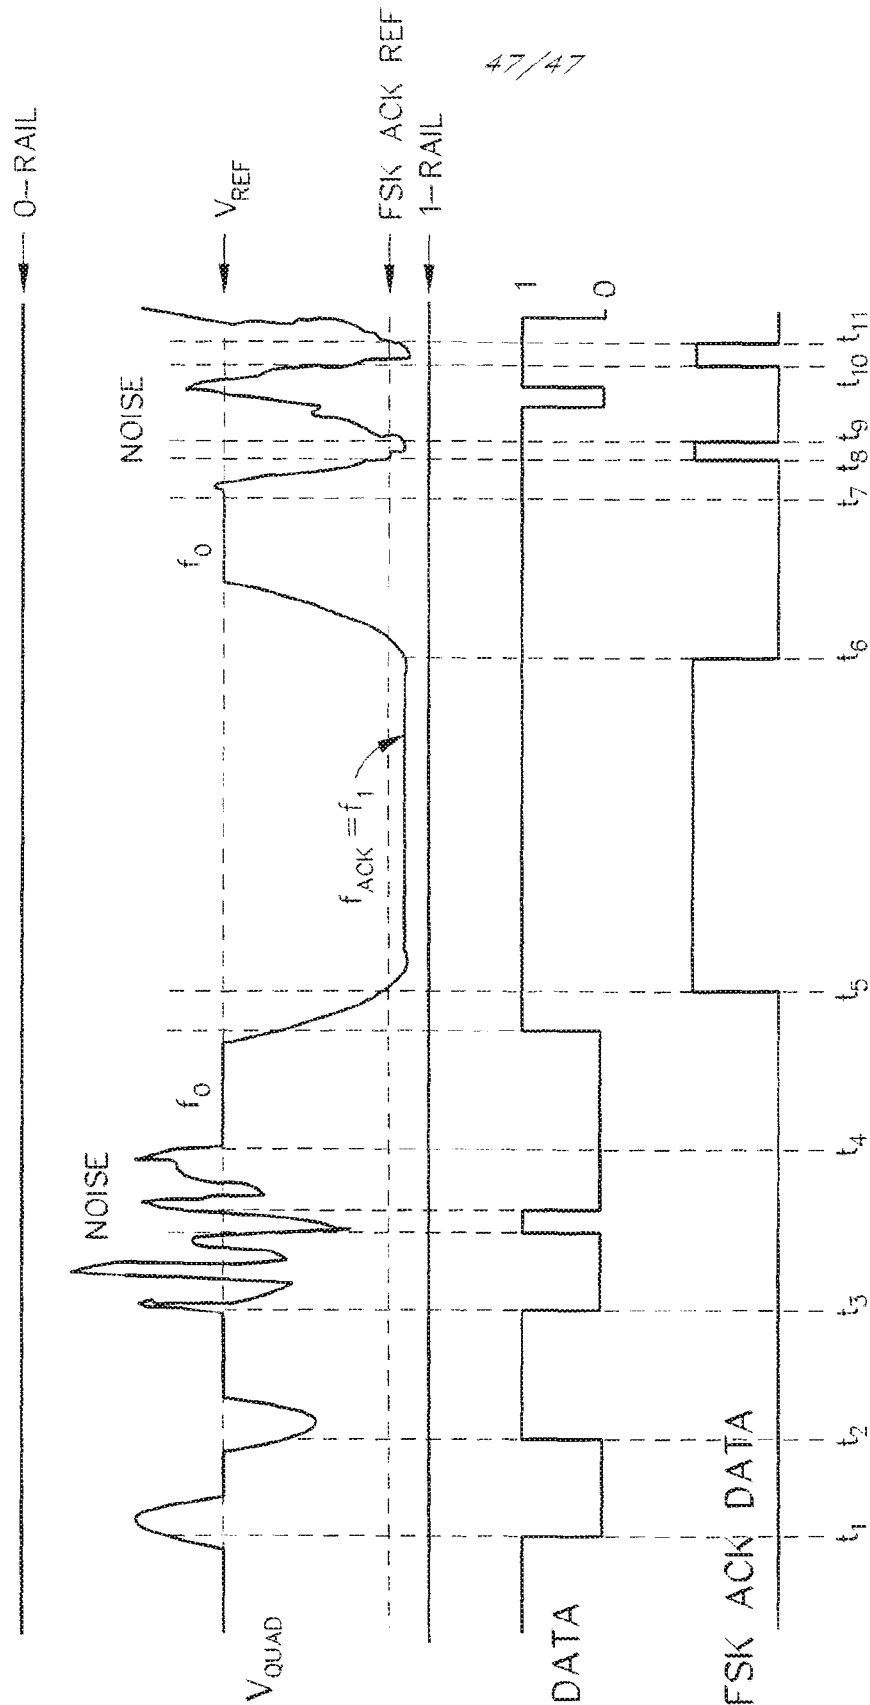 47/47
0-RAIL
V_REF
FSK ACK REF
1-RAIL
NOISE
NOISE
f_0
f_0
f_ACK = f_1
V_QUAD
DATA
1
0
FSK ACK DATA
t_1 t_2 t_3 t_4 t_5 t_6 t_7 t_8 t_9 t_10 t_11